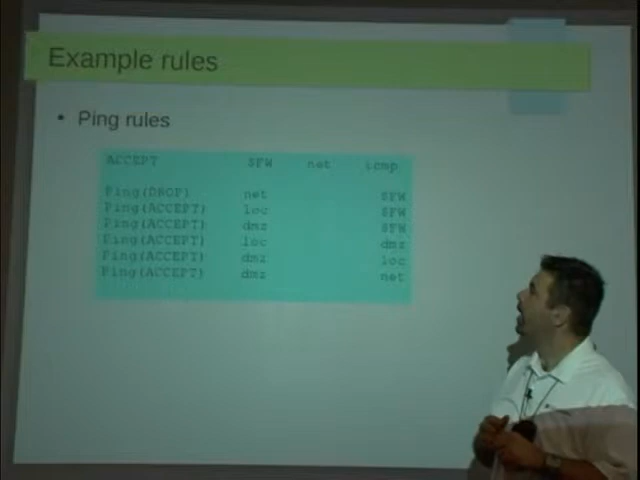 Example rules
• Ping rules
ACCEPT $FW net icmp
Ping(DROP) net $FW
Ping(ACCEPT) loc $FW
Ping(ACCEPT) dmz $FW
Ping(ACCEPT) loc dmz
Ping(ACCEPT) dmz loc
Ping(ACCEPT) dmz net